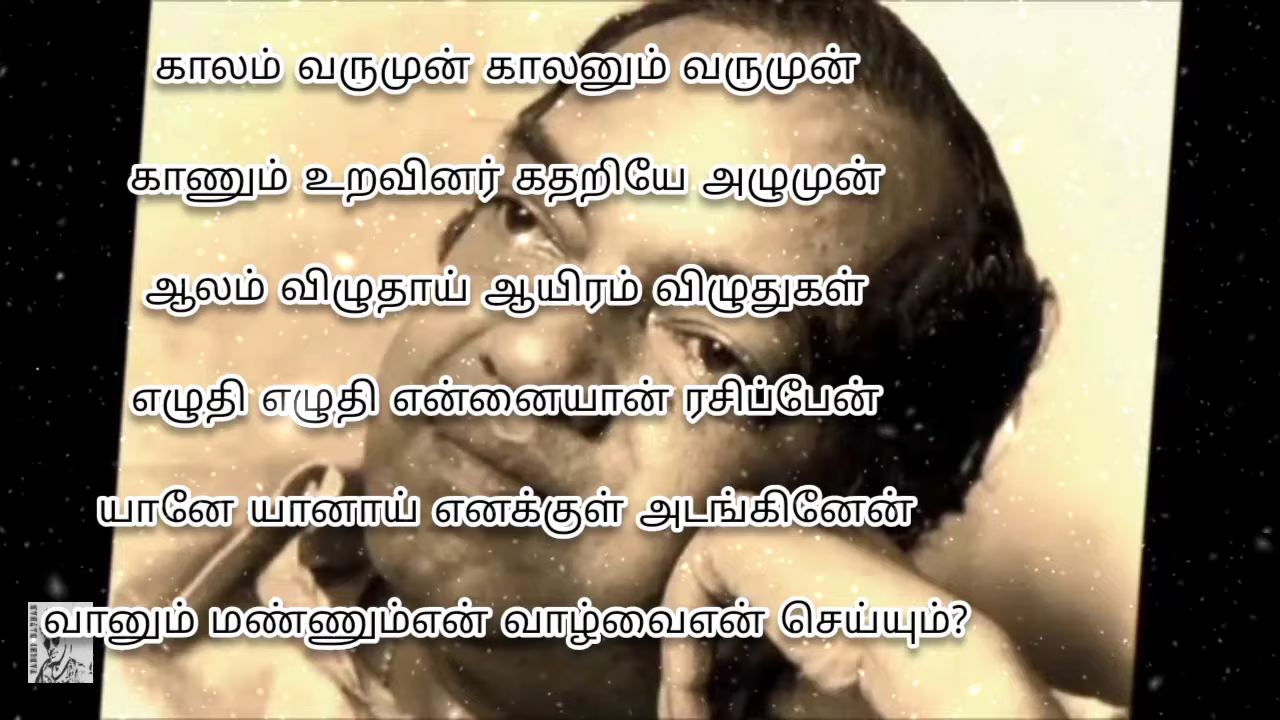 காலம் வருமுன் காலனும் வருமுன்
காணும் உறவினர் கதறியே அழுமுன்
ஆலம் விழுதாய் ஆயிரம் விழுதுகள்
எழுதி எழுதி என்னையான் ரசிப்பேன்
யானே யானாய் எனக்குள் அடங்கினேன்
வானும் மண்ணும்என் வாழ்வைஎன் செய்யும்?